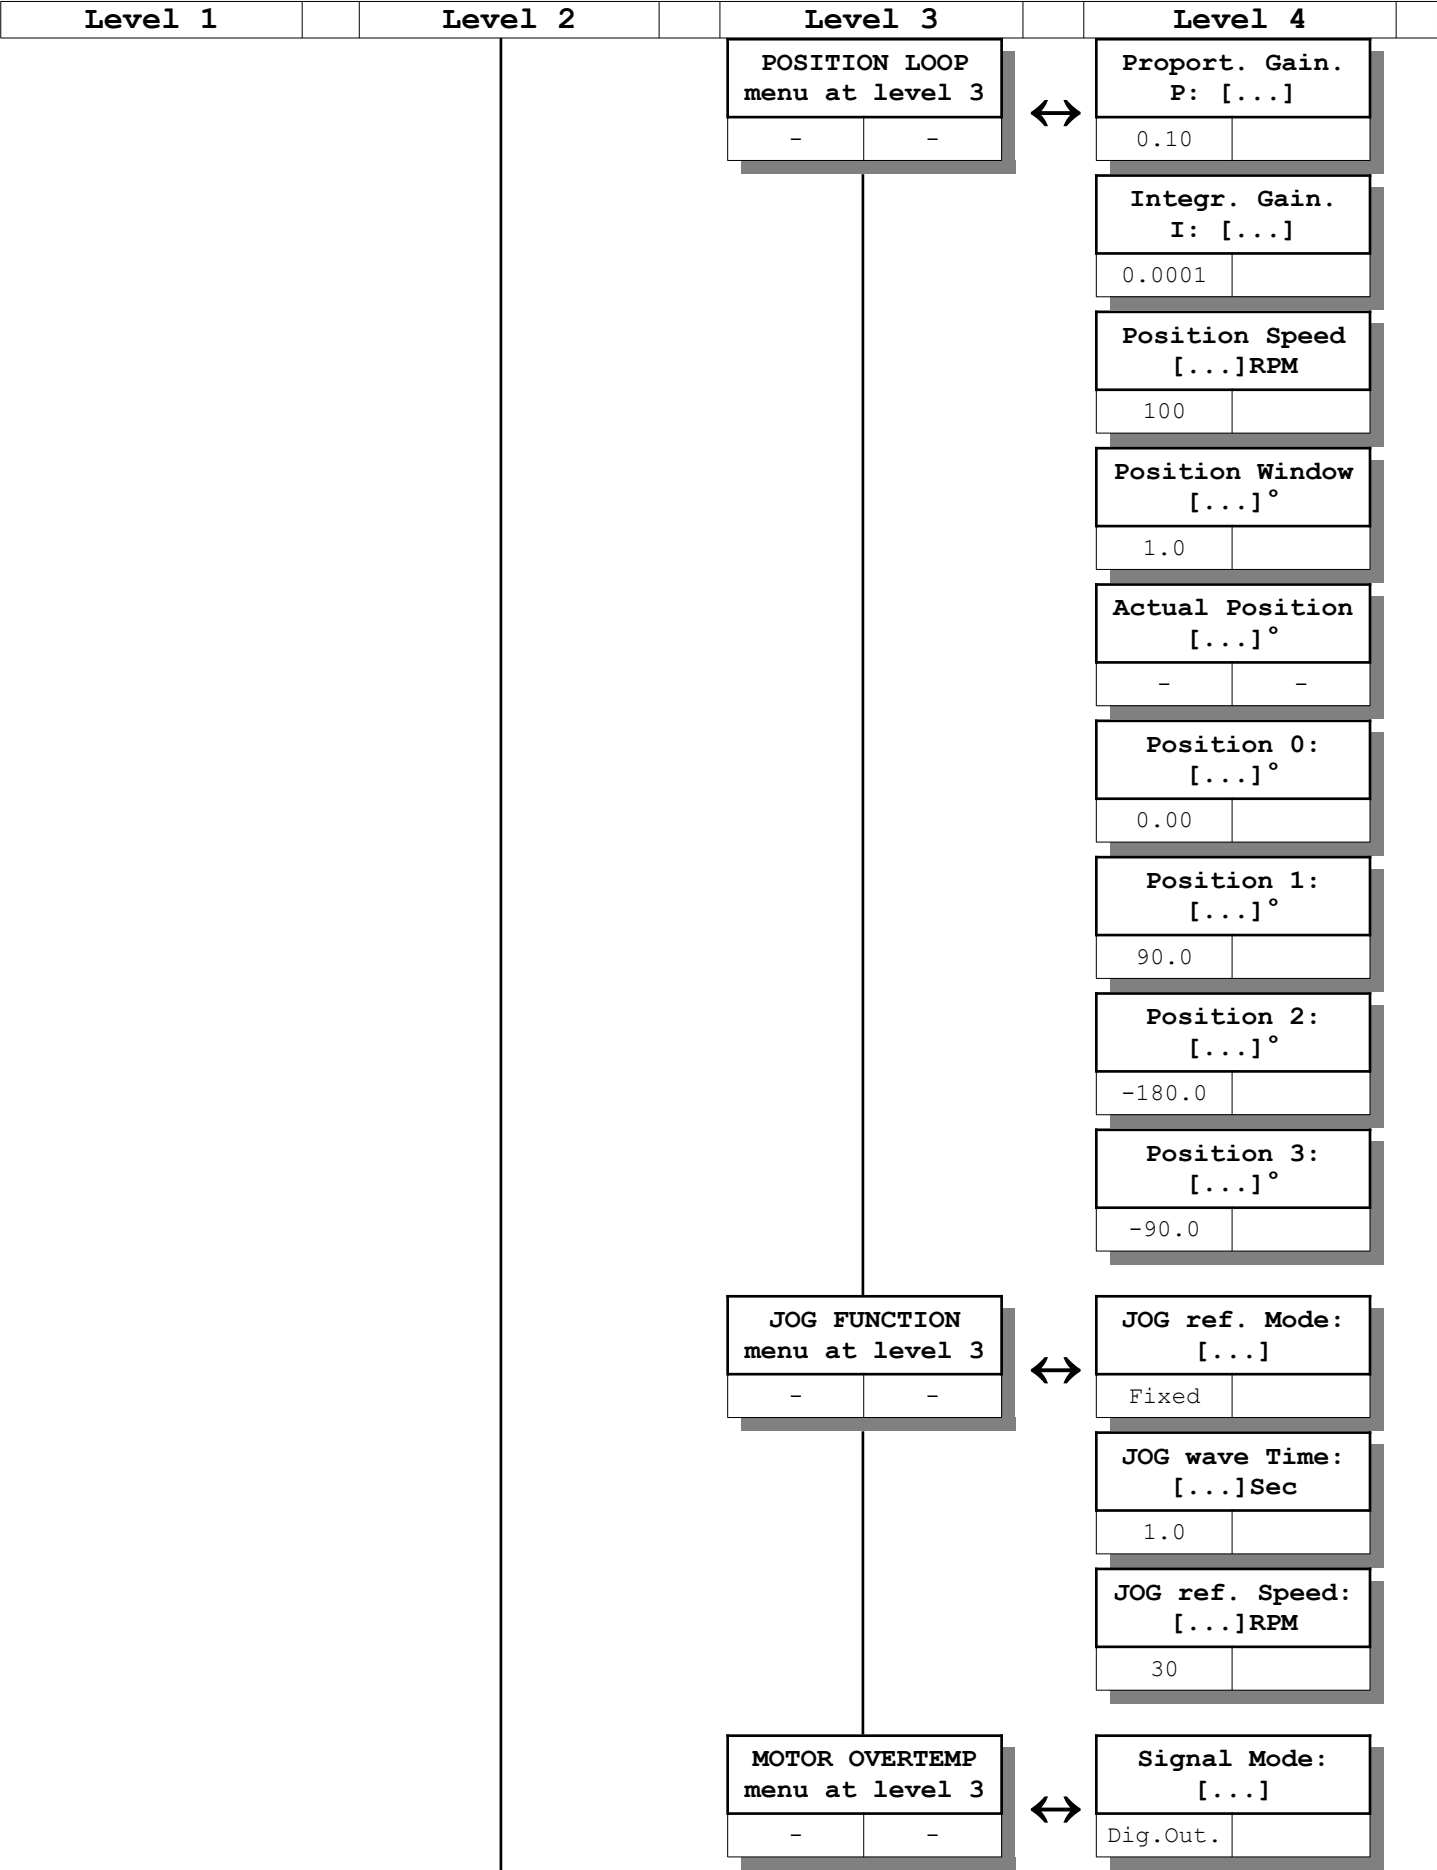 Level 1 Level 2 Level 3 Level 4
POSITION LOOP
menu at level 3
- -
↔
Proport. Gain.
P: [...]
0.10
Integr. Gain.
I: [...]
0.0001
Position Speed
[...]RPM
100
Position Window
[...]°
1.0
Actual Position
[...]°
- -
Position 0:
[...]°
0.00
Position 1:
[...]°
90.0
Position 2:
[...]°
-180.0
Position 3:
[...]°
-90.0
JOG FUNCTION
menu at level 3
- -
↔
JOG ref. Mode:
[...]
Fixed
JOG wave Time:
[...]Sec
1.0
JOG ref. Speed:
[...]RPM
30
MOTOR OVERTEMP
menu at level 3
- -
↔
Signal Mode:
[...]
Dig.Out.